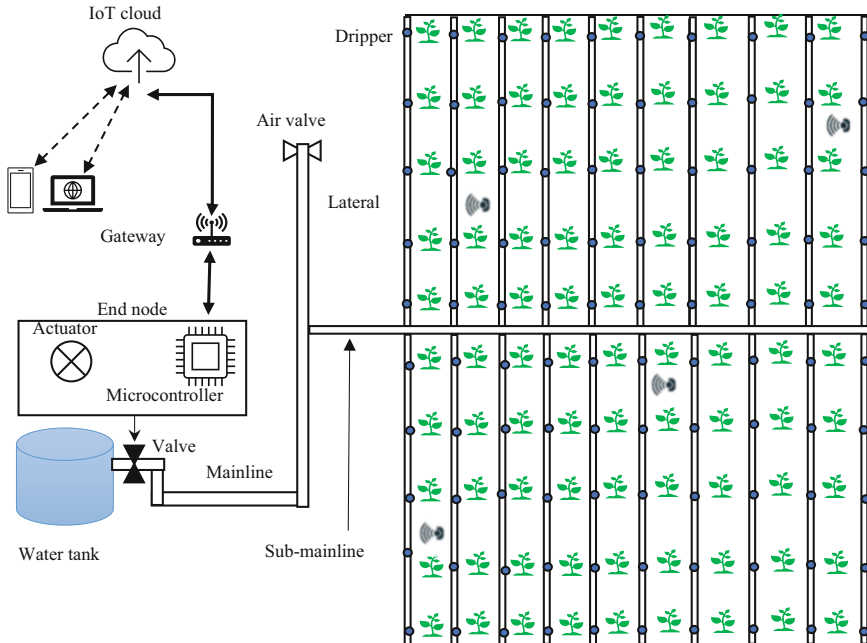 IoT cloud
Dripper
Air valve
Lateral
Gateway
End node
Actuator
Microcontroller
Valve
Mainline
Water tank
Sub-mainline